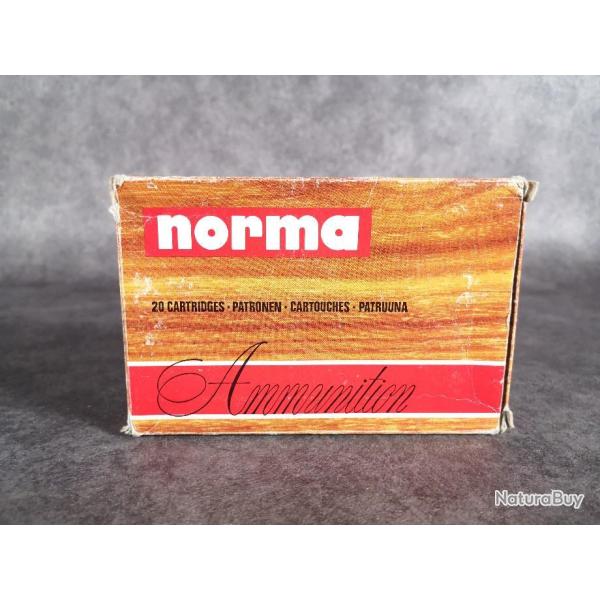 norma
20 CARTRIDGES · PATRONEN · CARTOUCHES · PATRUUNA
Ammunition
NaturaBuy